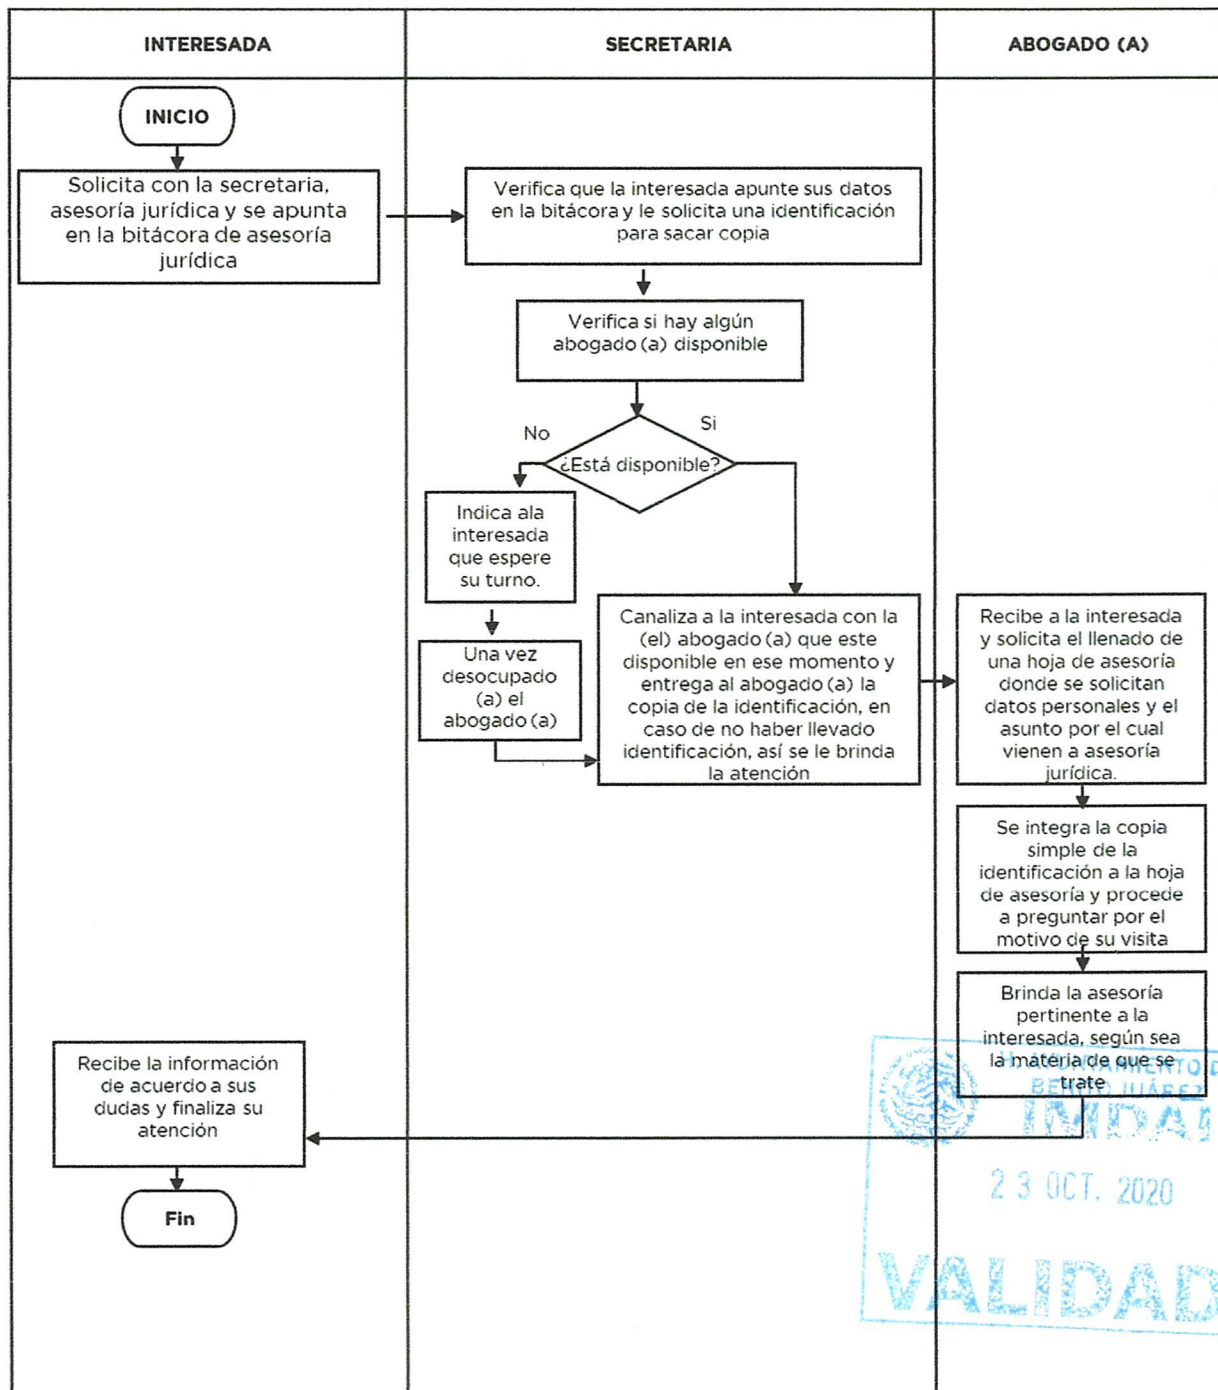 INTERESADA
SECRETARIA
ABOGADO (A)
INICIO
Solicita con la secretaria,
asesoría jurídica y se apunta
en la bitácora de asesoría
jurídica
Verifica que la interesada apunte sus datos
en la bitácora y le solicita una identificación
para sacar copia
Verifica si hay algún
abogado (a) disponible
¿Está disponible?
No
Si
Indica ala
interesada
que espere
su turno.
Una vez
desocupado
(a) el
abogado (a)
Canaliza a la interesada con la
(el) abogado (a) que este
disponible en ese momento y
entrega al abogado (a) la
copia de la identificación, en
caso de no haber llevado
identificación, así se le brinda
la atención
Recibe a la interesada
y solicita el llenado de
una hoja de asesoría
donde se solicitan
datos personales y el
asunto por el cual
vienen a asesoría
jurídica.
Se integra la copia
simple de la
identificación a la hoja
de asesoría y procede
a preguntar por el
motivo de su visita
Brinda la asesoría
pertinente a la
interesada, según sea
la materia de que se
trate
Recibe la información
de acuerdo a sus
dudas y finaliza su
atención
Fin
H. AYUNTAMIENTO D
BENITO JUÁREZ
23 OCT. 2020
VALIDAD